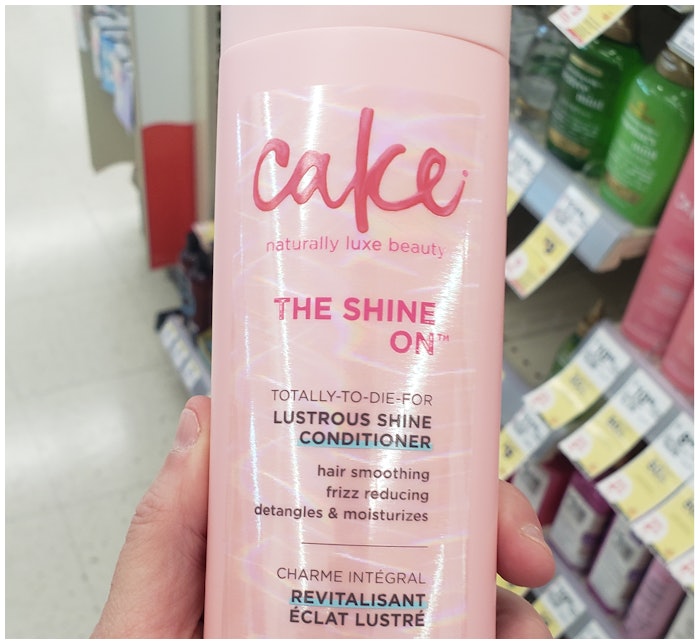 cake
naturally luxe beauty
THE SHINE
ON™
TOTALLY-TO-DIE-FOR
LUSTROUS SHINE
CONDITIONER
hair smoothing
frizz reducing
detangles & moisturizes
CHARME INTÉGRAL
REVITALISANT
ÉCLAT LUSTRÉ